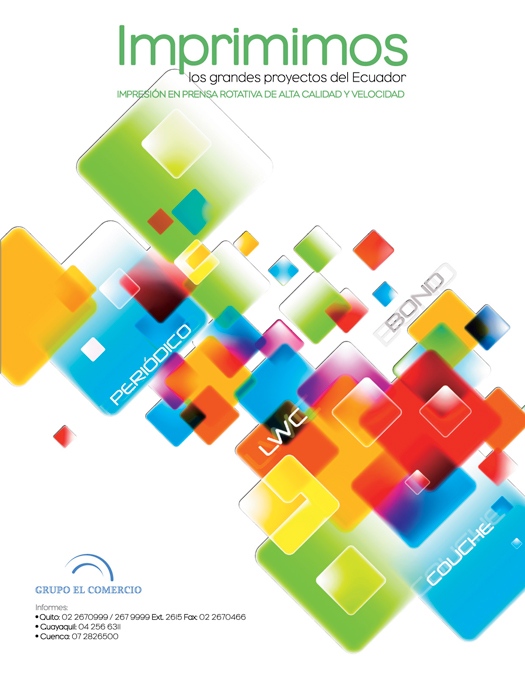 Imprimimos
los grandes proyectos del Ecuador
IMPRESIÓN EN PRENSA ROTATIVA DE ALTA CALIDAD Y VELOCIDAD
BOND
PERIÓDICO
LWC
COUCHE
GRUPO EL COMERCIO
Informes:
• Quito: 02 2670999 / 267 9999 Ext. 2615 Fax: 02 2670466
• Guayaquil: 04 256 6311
• Cuenca: 07 2826500